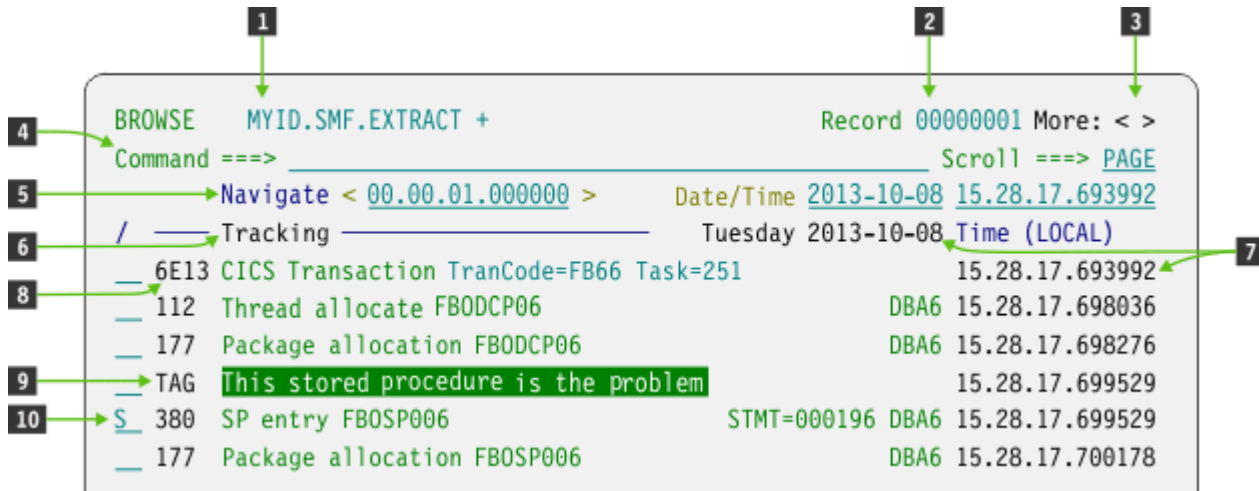 1 2 3
BROWSE MYID.SMF.EXTRACT + Record 00000001 More: < >
4
Command ===> Scroll ===> PAGE
5 Navigate < 00.00.01.000000 > Date/Time 2013-10-08 15.28.17.693992
6 / Tracking Tuesday 2013-10-08 Time (LOCAL)
7
6E13 CICS Transaction TranCode=FB66 Task=251 15.28.17.693992
8
112 Thread allocate FBODCP06 DBA6 15.28.17.698036
177 Package allocation FBODCP06 DBA6 15.28.17.698276
9 TAG This stored procedure is the problem 15.28.17.699529
10 S 380 SP entry FBOSP006 STMT=000196 DBA6 15.28.17.699529
177 Package allocation FBOSP006 DBA6 15.28.17.700178